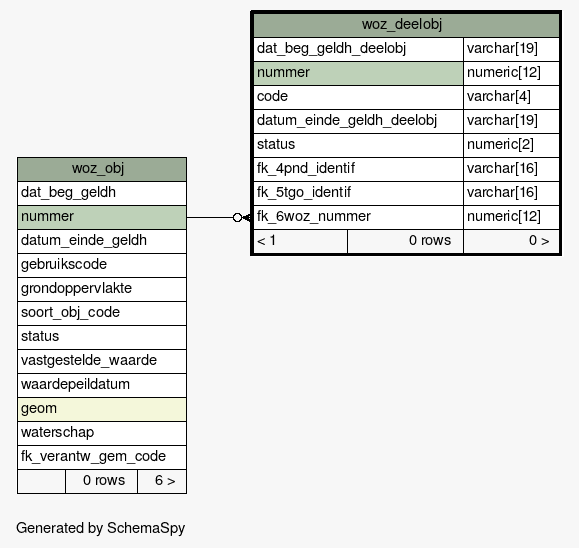 woz_deelobj
dat_beg_geldh_deelobj varchar[19]
nummer numeric[12]
code varchar[4]
datum_einde_geldh_deelobj varchar[19]
status numeric[2]
fk_4pnd_identif varchar[16]
fk_5tgo_identif varchar[16]
fk_6woz_nummer numeric[12]
< 1 0 rows 0 >
woz_obj
dat_beg_geldh
nummer
datum_einde_geldh
gebruikscode
grondoppervlakte
soort_obj_code
status
vastgestelde_waarde
waardepeildatum
geom
waterschap
fk_verantw_gem_code
0 rows 6 >
Generated by SchemaSpy